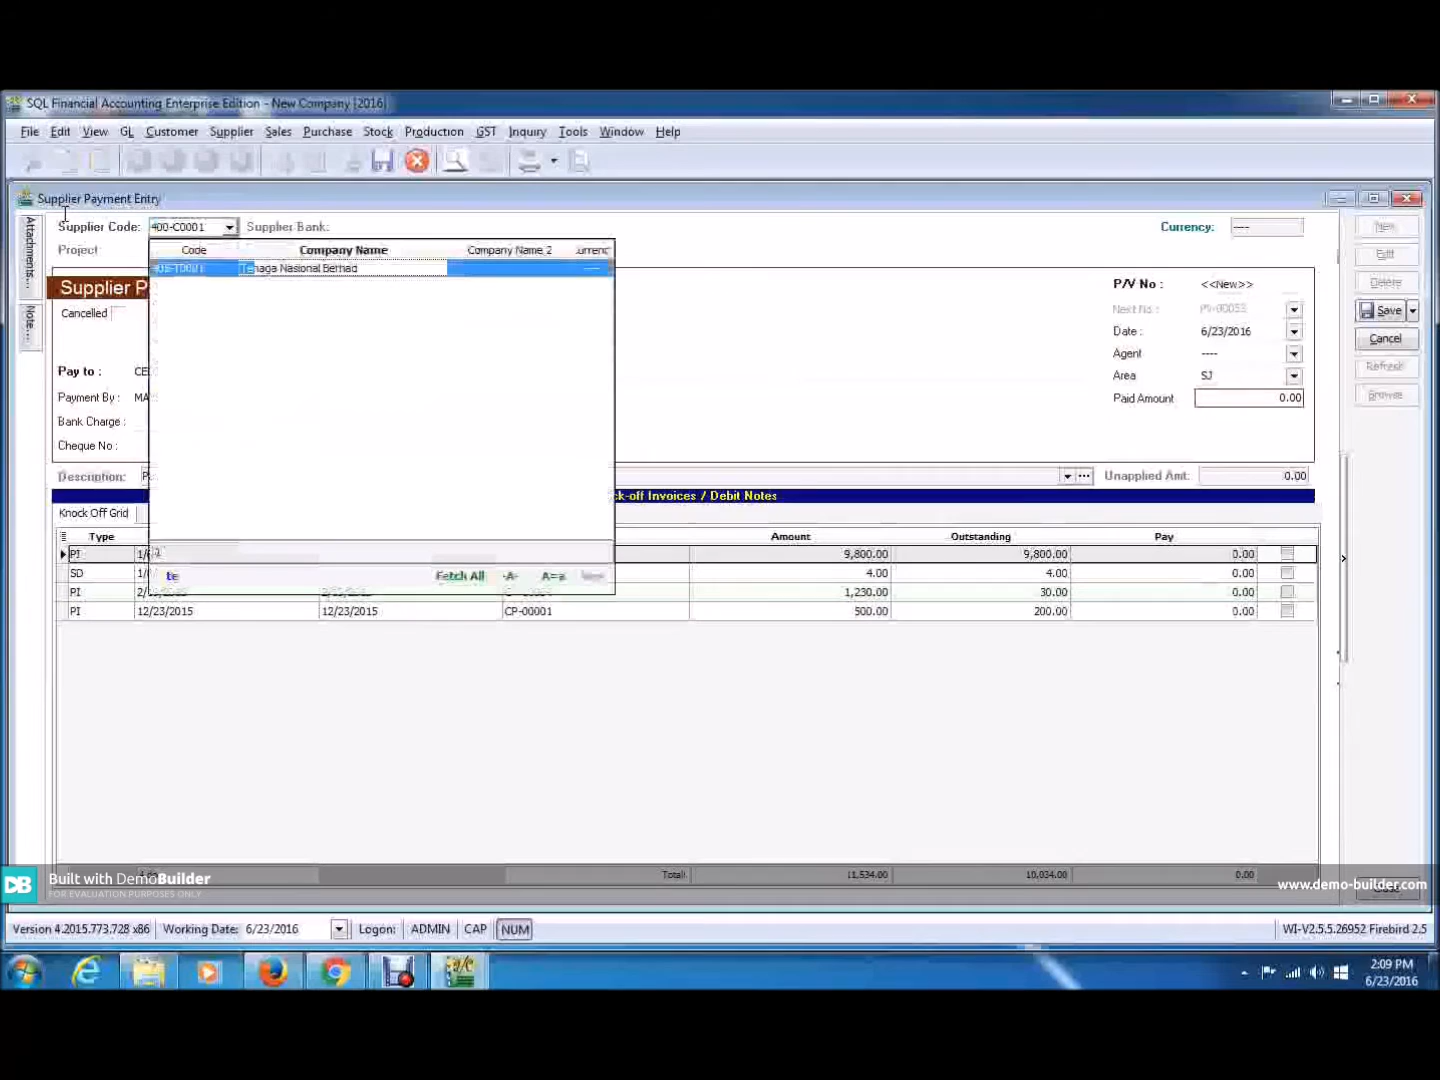 SQL Financial Accounting Enterprise Edition - New Company [2016]
File Edit View GL Customer Supplier Sales Purchase Stock Production GST Inquiry Tools Window Help
Supplier Payment Entry
Attachments...
Note...
Supplier Code: 400-C0001 Supplier Bank: Currency: ----
Project
Code Company Name Company Name 2 urrenc
Tenaga Nasional Berhad ----
Supplier P
Cancelled
Pay to : CE
Payment By : MA
Bank Charge :
Cheque No :
P/V No : <<New>>
Next No : PV-00053
Date : 6/23/2016
Agent ----
Area SJ
Paid Amount 0.00
New
Edit
Delete
Save
Cancel
Refresh
Browse
Description: P Unapplied Amt: 0.00
ck-off Invoices / Debit Notes
Knock Off Grid
Type Amount Outstanding Pay
PI 1/ 9,800.00 9,800.00 0.00
SD 1/ 4.00 4.00 0.00
te Fetch All -A- A=a New
PI 1,230.00 30.00 0.00
PI 12/23/2015 12/23/2015 CP-00001 500.00 200.00 0.00
Total: 11,534.00 10,034.00 0.00
DB Built with DemoBuilder
FOR EVALUATION PURPOSES ONLY
www.demo-builder.com
Version 4.2015.773.728 x86 Working Date: 6/23/2016 Logon: ADMIN CAP NUM WI-V2.5.5.26952 Firebird 2.5
2:09 PM
6/23/2016